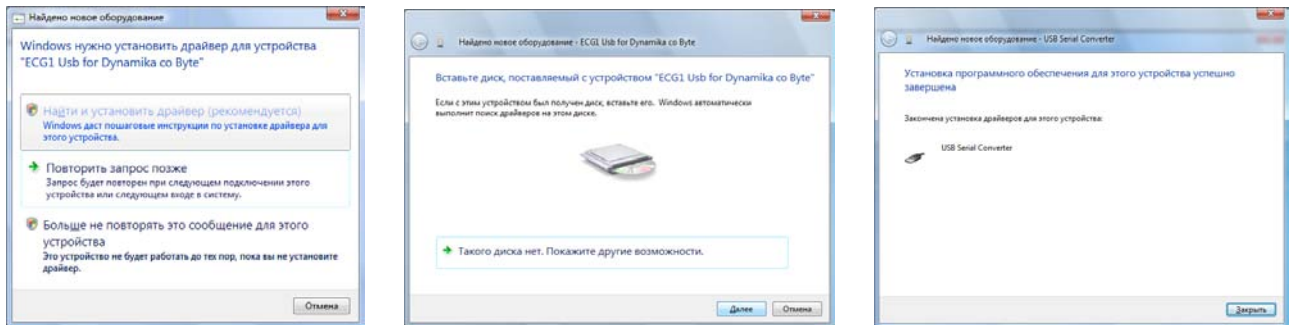 Найдено новое оборудование
Windows нужно установить драйвер для устройства
"ECG1 Usb for Dynamika co Byte"
Найти и установить драйвер (рекомендуется)
Windows даст пошаговые инструкции по установке драйвера для
этого устройства.
Повторить запрос позже
Запрос будет повторен при следующем подключении этого
устройства или следующем входе в систему.
Больше не повторять это сообщение для этого
устройства
Это устройство не будет работать до тех пор, пока вы не установите
драйвер.
Отмена
Найдено новое оборудование - ECG1 Usb for Dynamika co Byte
Вставьте диск, поставляемый с устройством "ECG1 Usb for Dynamika co Byte"
Если с этим устройством был получен диск, вставьте его. Windows автоматически
выполнит поиск драйверов на этом диске.
Такого диска нет. Покажите другие возможности.
Далее
Отмена
Найдено новое оборудование - USB Serial Converter
Установка программного обеспечения для этого устройства успешно
завершена
Закончена установка драйверов для этого устройства:
USB Serial Converter
Закрыть